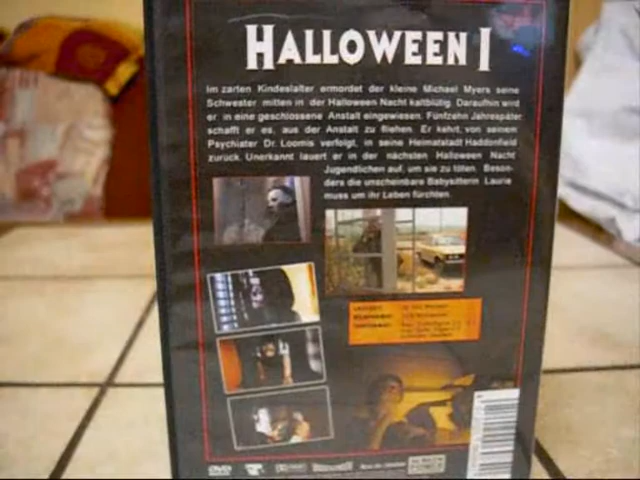 HALLOWEEN I
Im zarten Kindesalter ermordet der kleine Michael Myers seine
Schwester mitten in der Halloween Nacht kaltblütig. Daraufhin wird
er in eine geschlossene Anstalt eingewiesen. Fünfzehn Jahrespäter
schafft er es, aus der Anstalt zu fliehen. Er kehrt, von seinem
Psychiater Dr. Loomis verfolgt, in seine Heimatstadt Haddonfield
zurück. Unerkannt lauert er in der nächsten Halloween Nacht
Jugendlichen auf, um sie zu töten. Beson-
ders die unscheinbare Babysitterin Laurie
muss um ihr Leben fürchten.
DVD